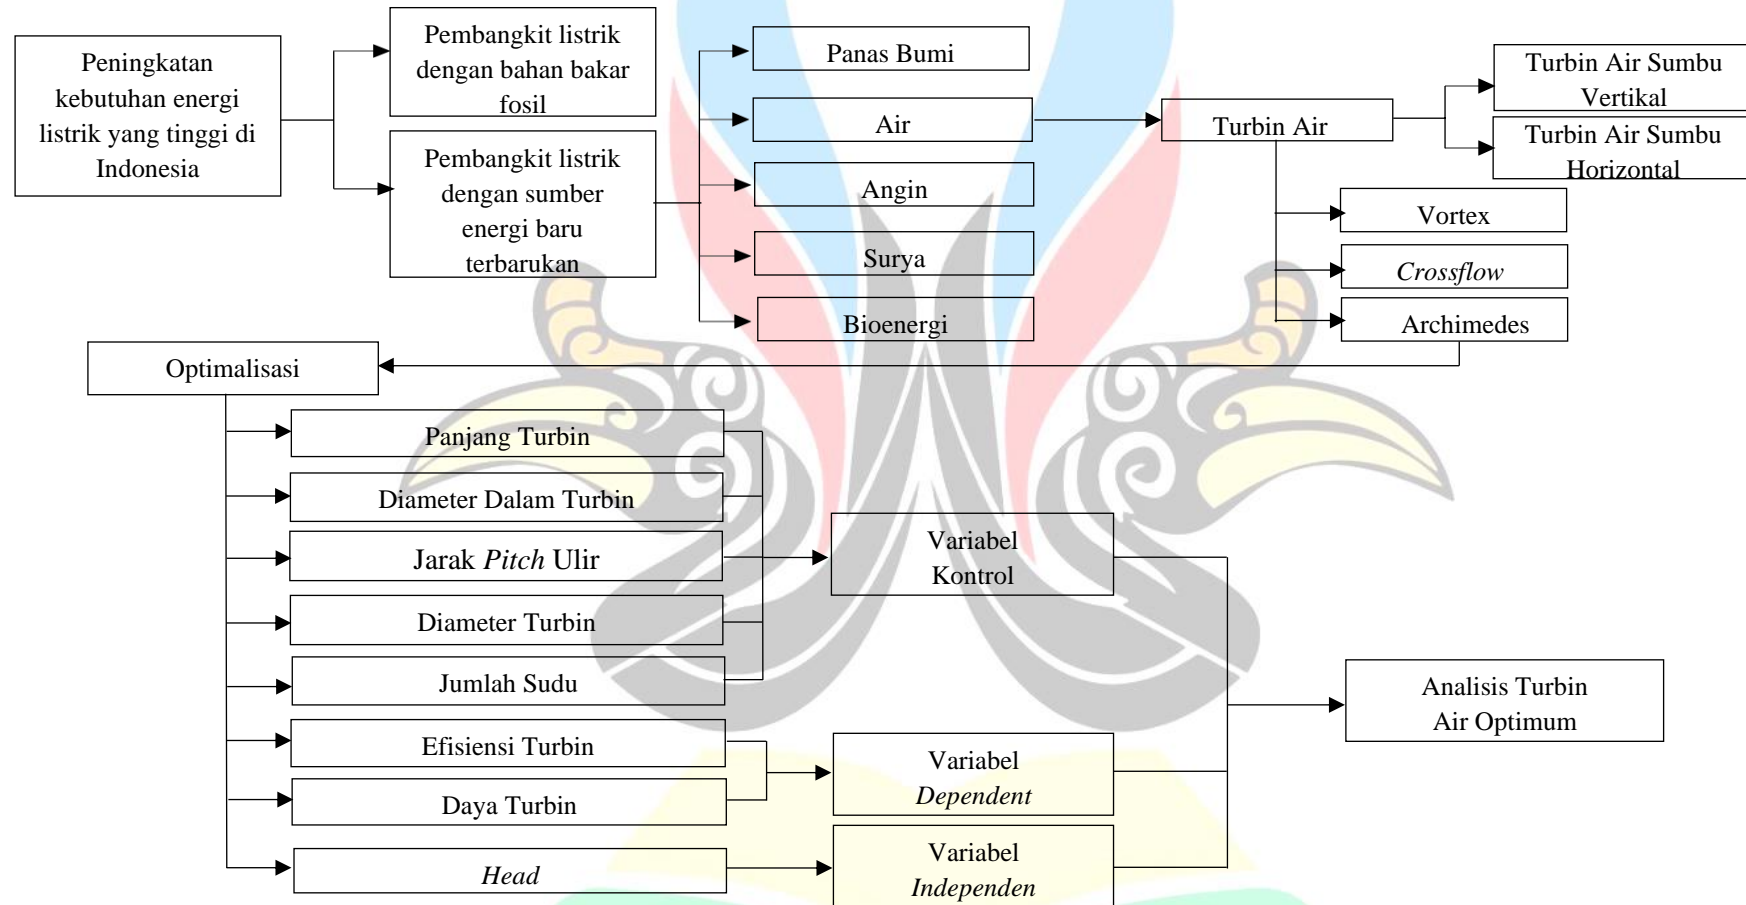 Peningkatan
kebutuhan energi
listrik yang tinggi di
Indonesia
Pembangkit listrik
dengan bahan bakar
fosil
Pembangkit listrik
dengan sumber
energi baru
terbarukan
Panas Bumi
Air
Angin
Surya
Bioenergi
Turbin Air
Turbin Air Sumbu
Vertikal
Turbin Air Sumbu
Horizontal
Vortex
Crossflow
Archimedes
Optimalisasi
Panjang Turbin
Diameter Dalam Turbin
Jarak Pitch Ulir
Diameter Turbin
Jumlah Sudu
Efisiensi Turbin
Daya Turbin
Head
Variabel
Kontrol
Variabel
Dependent
Variabel
Independen
Analisis Turbin
Air Optimum